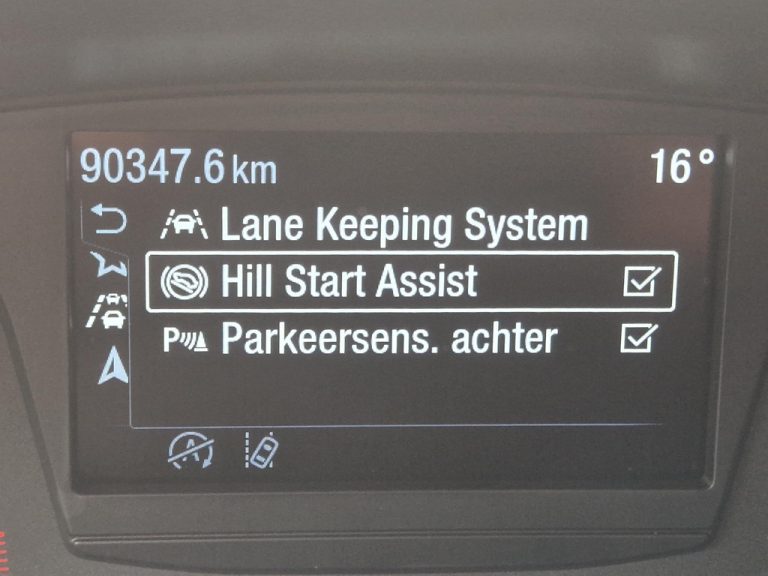 90347.6 km 16°
Lane Keeping System
Hill Start Assist
P Parkeersens. achter
A